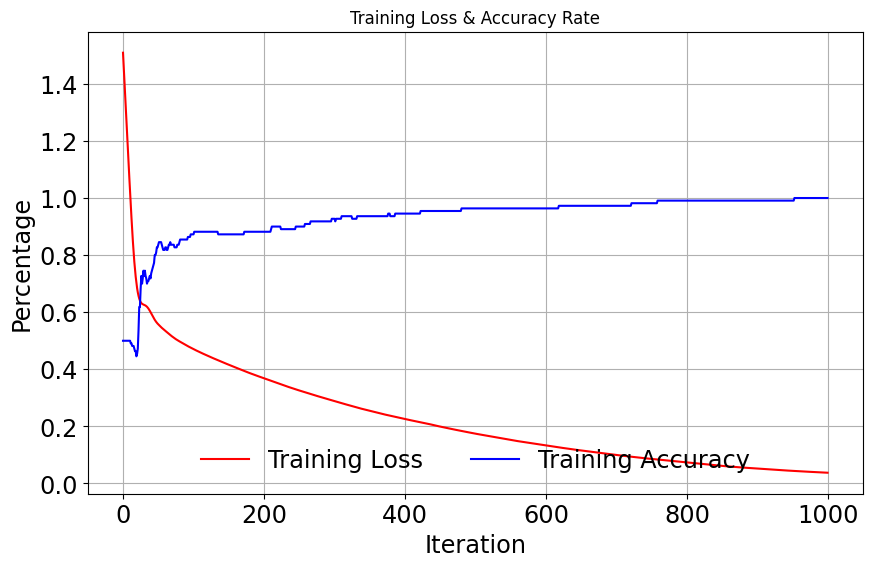 Training Loss & Accuracy Rate
Percentage
1.4
1.2
1.0
0.8
0.6
0.4
0.2
0.0
Training Loss Training Accuracy
0 200 400 600 800 1000
Iteration